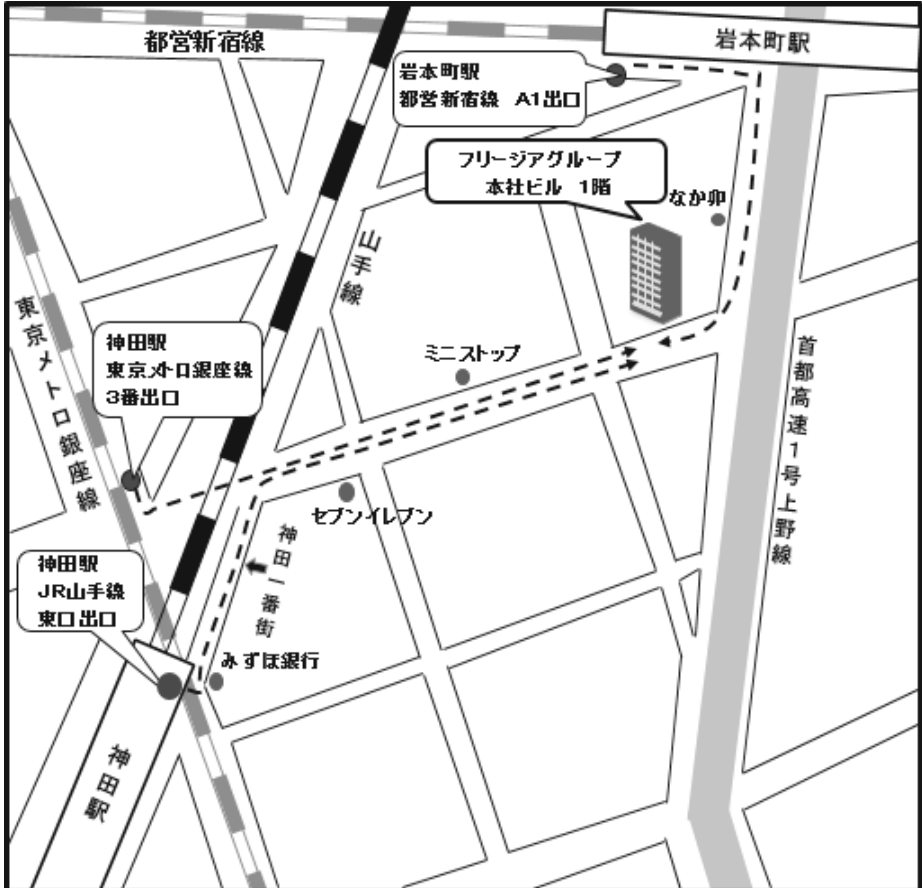 都営新宿線
岩本町駅
岩本町駅
都営新宿線 A1出口
フリージアグループ
本社ビル 1階
なか卯
山手線
東京メトロ銀座線
神田駅
東京メトロ銀座線
3番出口
ミニストップ
首都高速1号上野線
セブンイレブン
神田一番街
神田駅
JR山手線
東口出口
みずほ銀行
神田駅